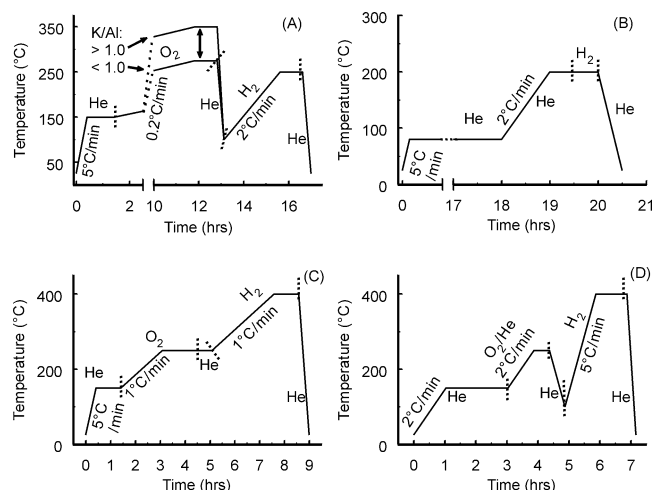 (A)
350
250
150
50
Temperature (°C)
K/Al:
> 1.0
< 1.0
O2
He
5°C/min
0.2°C/min
He
H2
2°C/min
He
0 2 10 12 14 16
Time (hrs)
(B)
300
200
100
0
Temperature (°C)
5°C
/min
He
2°C/min
He
H2
He
0 17 18 19 20 21
Time (hrs)
(C)
400
200
0
Temperature (°C)
He
5°C
/min
O2
1°C/min
He
H2
1°C/min
He
0 1 2 3 4 5 6 7 8 9
Time (hrs)
(D)
400
200
0
Temperature (°C)
2°C/min
He
O2/He
2°C/min
He
H2
5°C/min
He
0 1 2 3 4 5 6 7
Time (hrs)